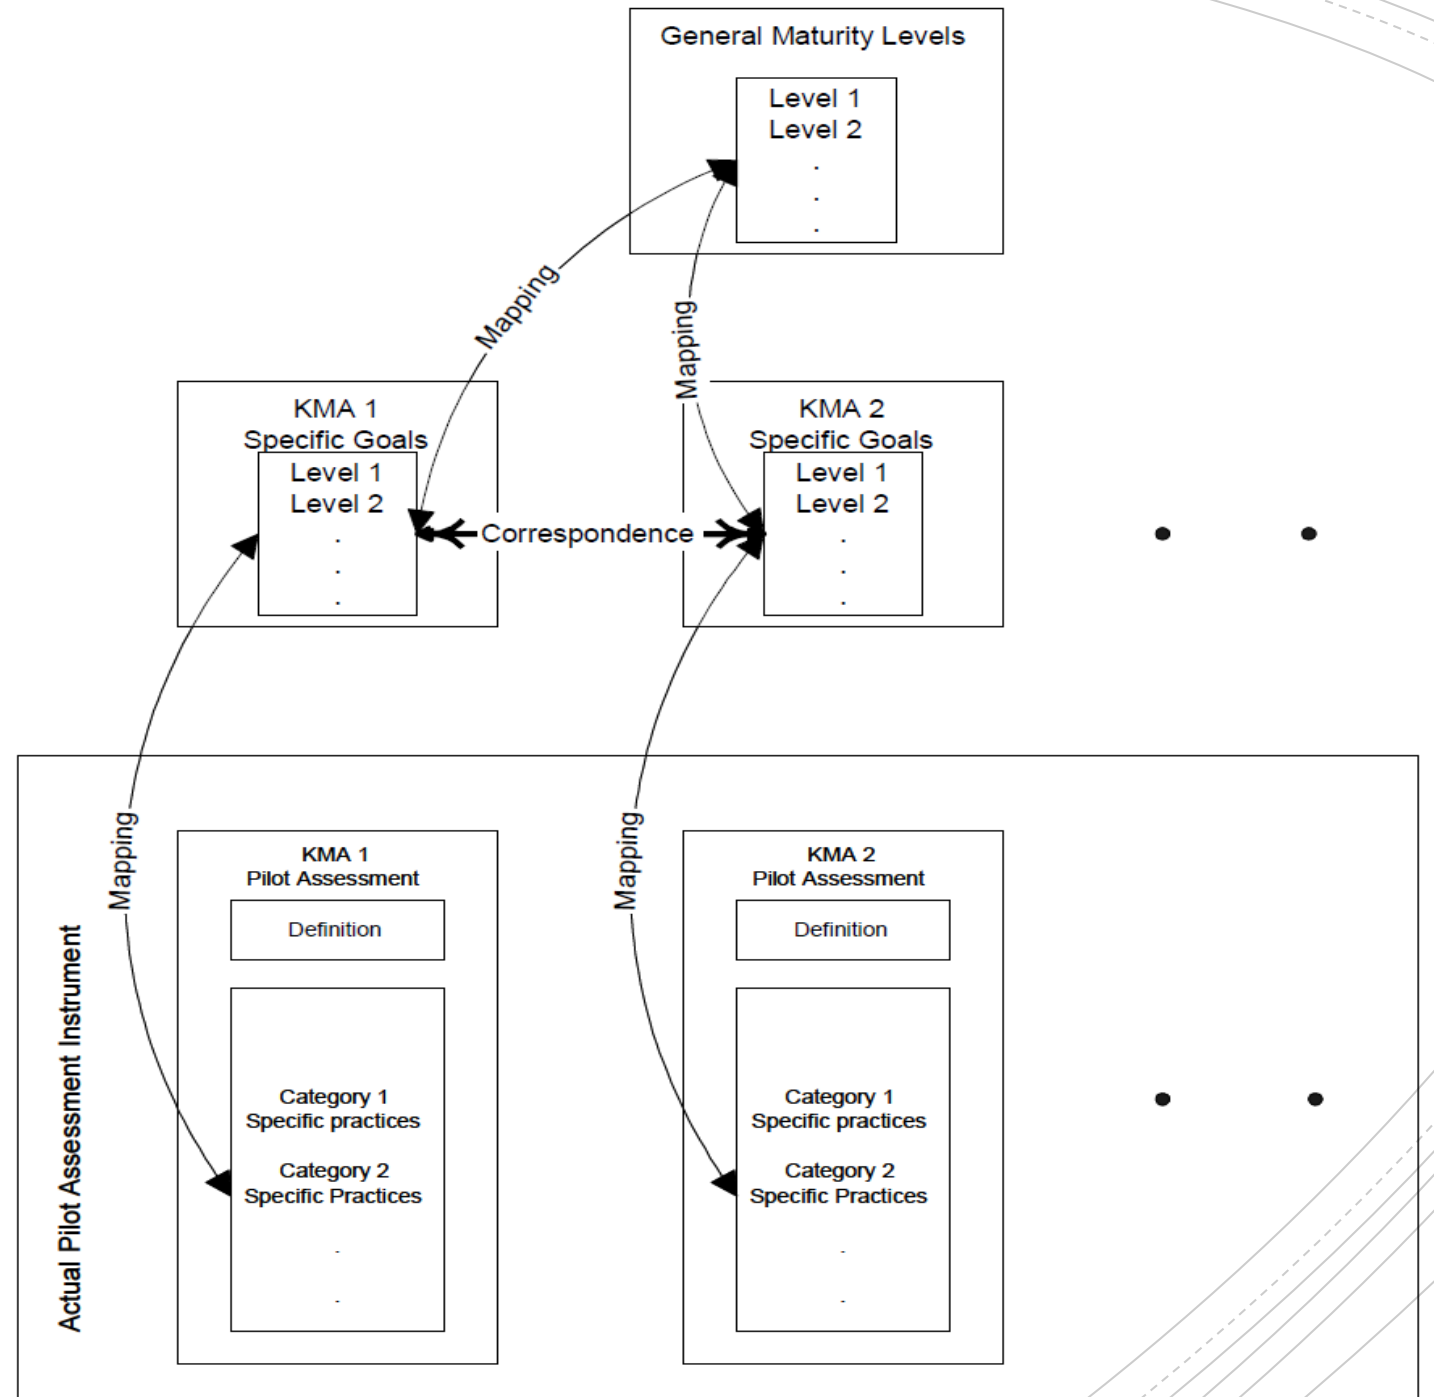 General Maturity Levels
Level 1
Level 2
.
.
.
Mapping
Mapping
KMA 1
Specific Goals
Level 1
Level 2
.
.
.
Correspondence
KMA 2
Specific Goals
Level 1
Level 2
.
.
.
Mapping
Mapping
Actual Pilot Assessment Instrument
KMA 1
Pilot Assessment
Definition
Category 1
Specific practices
Category 2
Specific Practices
.
.
KMA 2
Pilot Assessment
Definition
Category 1
Specific practices
Category 2
Specific Practices
.
.